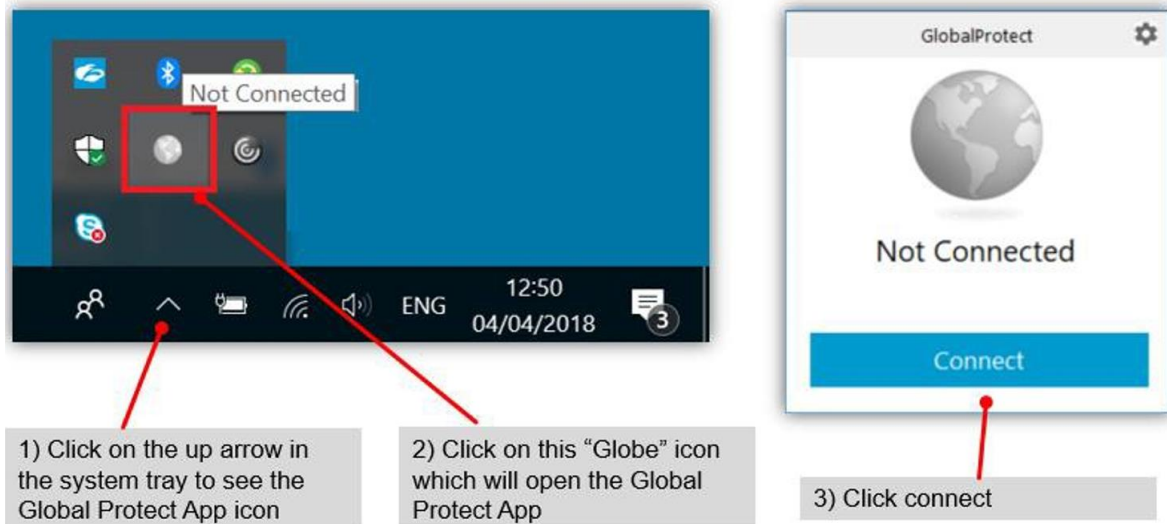 Not Connected
ENG
12:50
04/04/2018
3
1) Click on the up arrow in
the system tray to see the
Global Protect App icon
2) Click on this “Globe” icon
which will open the Global
Protect App
GlobalProtect
Not Connected
Connect
3) Click connect